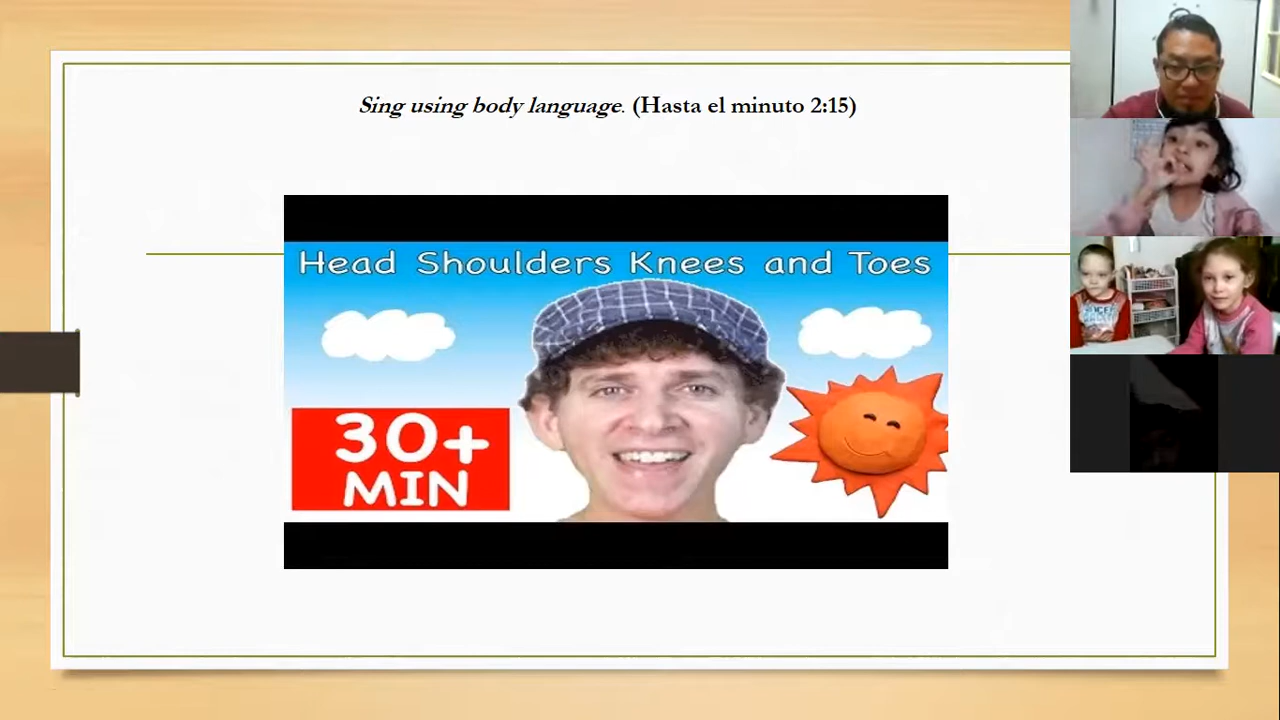 Sing using body language. (Hasta el minuto 2:15)
Head Shoulders Knees and Toes
30+
MIN